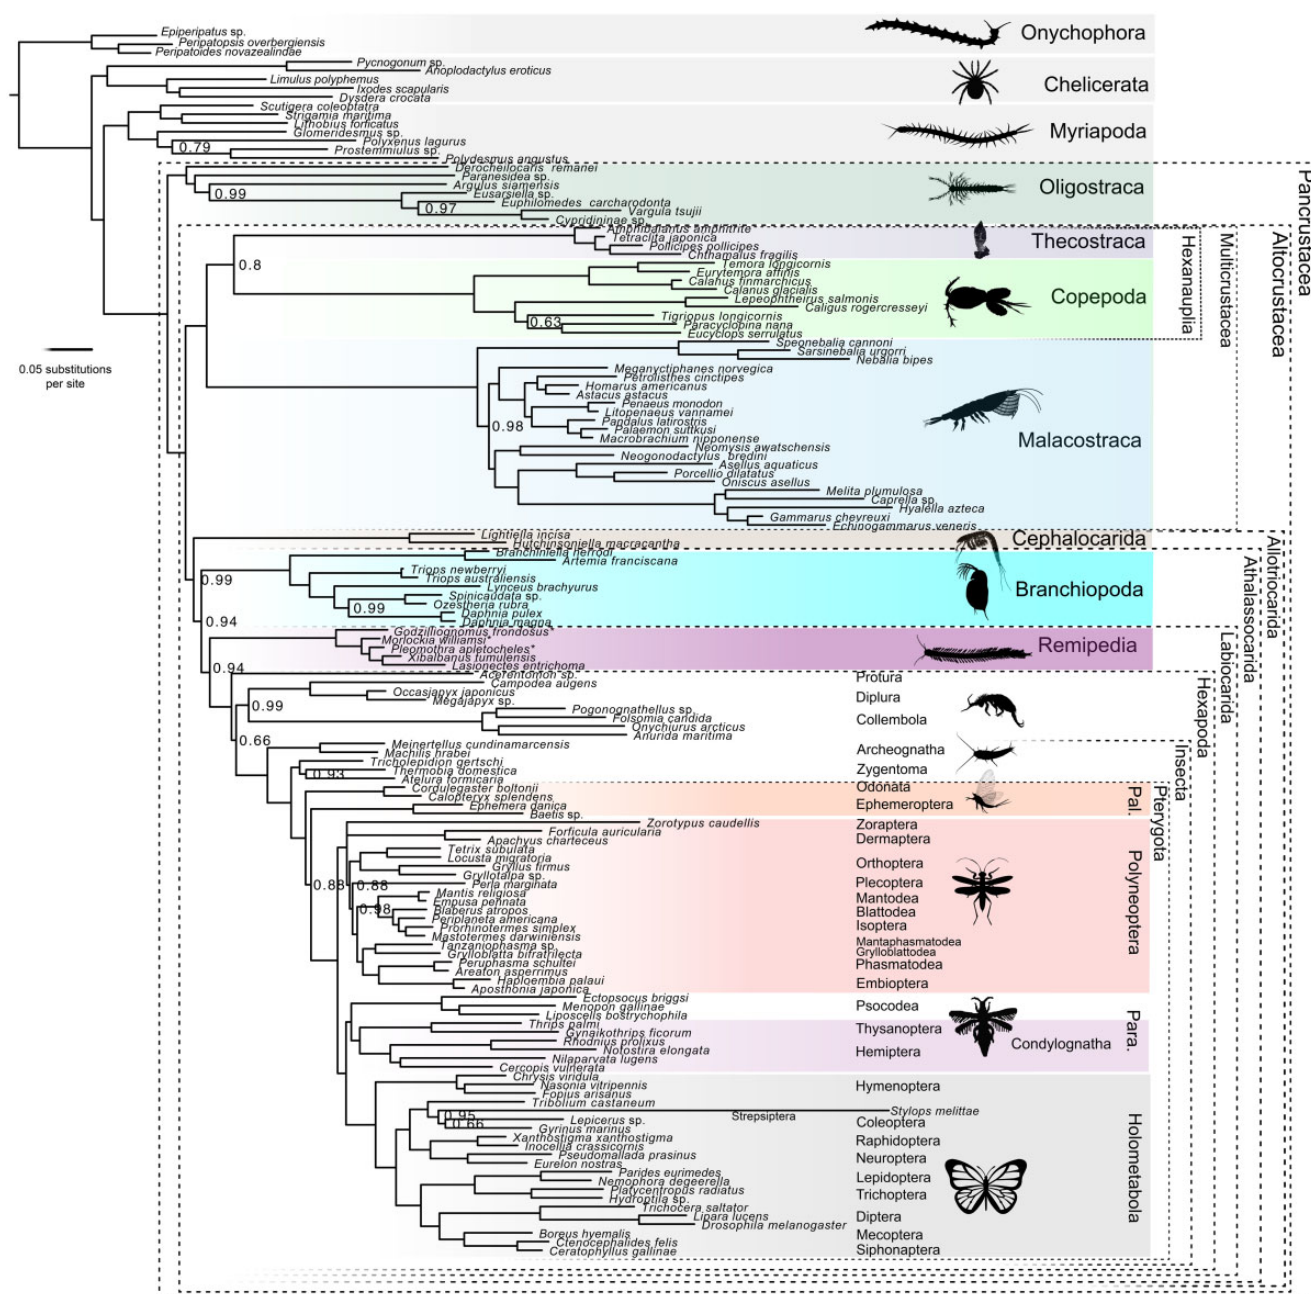 Epiperipatus sp.
Peripatopsis overbergiensis
Peripatoides novazealindae
Onychophora
Pycnogonum sp.
Anoplodactylus eroticus
Limulus polyphemus
Ixodes scapularis
Dysdera crocata
Chelicerata
Scutigera coleoptatra
Strigamia maritima
Lithobius forficatus
Glomeridesmus sp.
Polyxenus lagurus
0.79
Prostemmiulus sp.
Polydesmus angustus
Myriapoda
Derocheilocaris remanei
Paranesidea sp.
Argulus siamensis
0.99
Eusarsiella sp.
Euphilomedes carcharodonta
0.97
Vargula tsujii
Cypridininae sp.
Oligostraca
Pancrustacea
Amphibalanus amphitrite
Tetraclita japonica
Pollicipes pollicipes
Chthamalus fragilis
Thecostraca
0.8
Temora longicornis
Eurytemora affinis
Calanus finmarchicus
Calanus glacialis
Lepeophtheirus salmonis
Caligus rogercresseyi
Tigriopus longicornis
0.63
Paracyclopina nana
Eucyclops serrulatus
Copepoda
Hexanauplia
Multicrustacea
Altocrustacea
0.05 substitutions
per site
Speonebalia cannoni
Sarsinebalia urgorri
Nebalia bipes
Meganyctiphanes norvegica
Petrolisthes cinctipes
Homarus americanus
Astacus astacus
Penaeus monodon
Litopenaeus vannamei
Pandalus latirostris
0.98
Palaemon suttkusi
Macrobrachium nipponense
Neomysis awatschensis
Neogonodactylus bredini
Asellus aquaticus
Porcellio dilatatus
Oniscus asellus
Melita plumulosa
Caprella sp.
Hyalella azteca
Gammarus chevreuxi
Echinogammarus veneris
Malacostraca
Lightiella incisa
Hutchinsoniella macracantha
Cephalocarida
Allotriocarida
Branchiniella herrodi
Artemia franciscana
Triops newberryi
0.99
Triops australiensis
Lynceus brachyurus
Spinicaudata sp.
0.99
Ozestheria rubra
Daphnia pulex
Daphnia magna
0.94
Branchiopoda
Athalassocarida
Godzilliognomus frondosus*
Morlockia williamsi*
Pleomothra apletocheles*
Xibalbanus tumulensis
Lasionectes entrichoma
0.94
Remipedia
Labiocarida
Acerentomon sp.
Protura
Campodea augens
Occasjapyx japonicus
Megajapyx sp.
Diplura
0.99
Pogonognathellus sp.
Folsomia candida
Onychiurus arcticus
Anurida maritima
Collembola
Hexapoda
0.66
Meinertellus cundinamarcensis
Machilis hrabei
Archeognatha
Tricholepidion gertschi
0.93
Thermobia domestica
Atelura formicaria
Zygentoma
Insecta
Cordulegaster boltonii
Calopteryx splendens
Odonata
Ephemera danica
Baetis sp.
Ephemeroptera
Pal.
Pterygota
Zorotypus caudellis
Zoraptera
Forficula auricularia
Apachyus charteceus
Dermaptera
Tetrix subulata
Locusta migratoria
Gryllus firmus
Gryllotalpa sp.
Orthoptera
0.88
0.88
Perla marginata
Plecoptera
Mantis religiosa
Empusa pennata
Mantodea
0.98
Blaberus atropos
Periplaneta americana
Blattodea
Prorhinotermes simplex
Mastotermes darwiniensis
Isoptera
Tanzaniophasma sp.
Mantaphasmatodea
Grylloblatta bifratrilecta
Grylloblattodea
Peruphasma schultei
Areaton asperrimus
Phasmatodea
Haploembia palaui
Aposthonia japonica
Embioptera
Polyneoptera
Ectopsocus briggsi
Menopon gallinae
Liposcelis bostrychophila
Psocodea
Thrips palmi
Gynaikothrips ficorum
Thysanoptera
Rhodnius prolixus
Notostira elongata
Nilaparvata lugens
Cercopis vulnerata
Hemiptera
Condylognatha
Para.
Chrysis viridula
Nasonia vitripennis
Fopius arisanus
Hymenoptera
Tribolium castaneum
0.95
Strepsiptera
Stylops melittae
0.66
Lepicerus sp.
Gyrinus marinus
Coleoptera
Xanthostigma xanthostigma
Inocellia crassicornis
Raphidoptera
Pseudomallada prasinus
Eurelon nostras
Neuroptera
Parides eurimedes
Nemophora degeerella
Lepidoptera
Platycentropus radiatus
Hydroptila sp.
Trichoptera
Trichocera saltator
Lipara lucens
Drosophila melanogaster
Diptera
Boreus hyemalis
Mecoptera
Ctenocephalides felis
Ceratophyllus gallinae
Siphonaptera
Holometabola